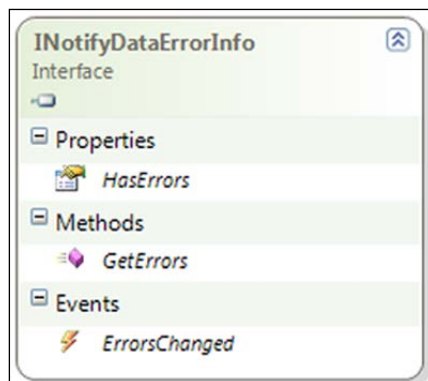 INotifyDataErrorInfo
Interface
Properties
HasErrors
Methods
GetErrors
Events
ErrorsChanged